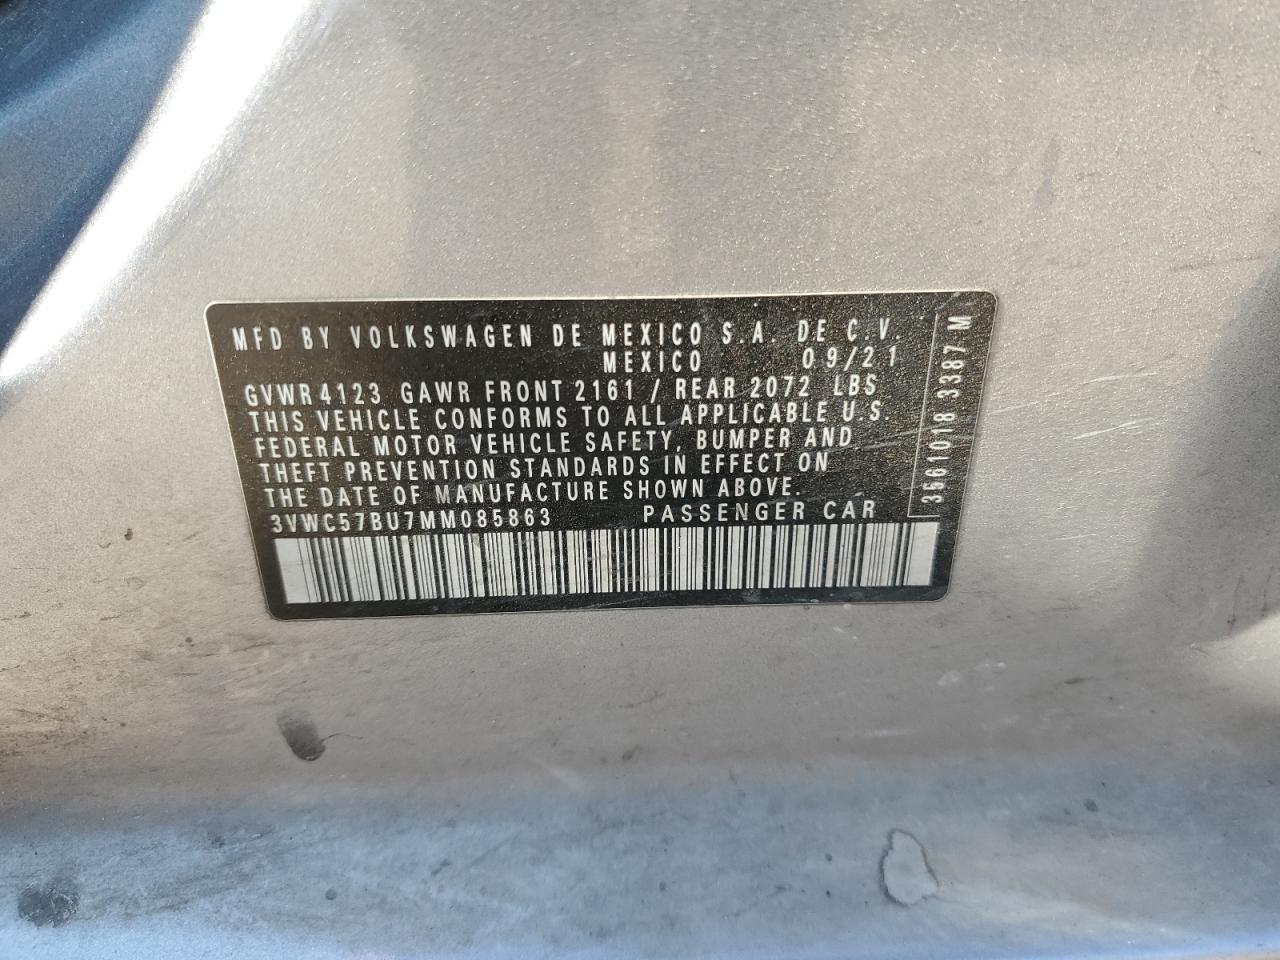 MFD BY VOLKSWAGEN DE MEXICO S.A. DE C.V.
MEXICO 09/21
GVWR 4123 GAWR FRONT 2161 / REAR 2072 LBS
THIS VEHICLE CONFORMS TO ALL APPLICABLE U.S.
FEDERAL MOTOR VEHICLE SAFETY, BUMPER AND
THEFT PREVENTION STANDARDS IN EFFECT ON
THE DATE OF MANUFACTURE SHOWN ABOVE.
3VWC57BU7MM085863 PASSENGER CAR
3561018 3387 M